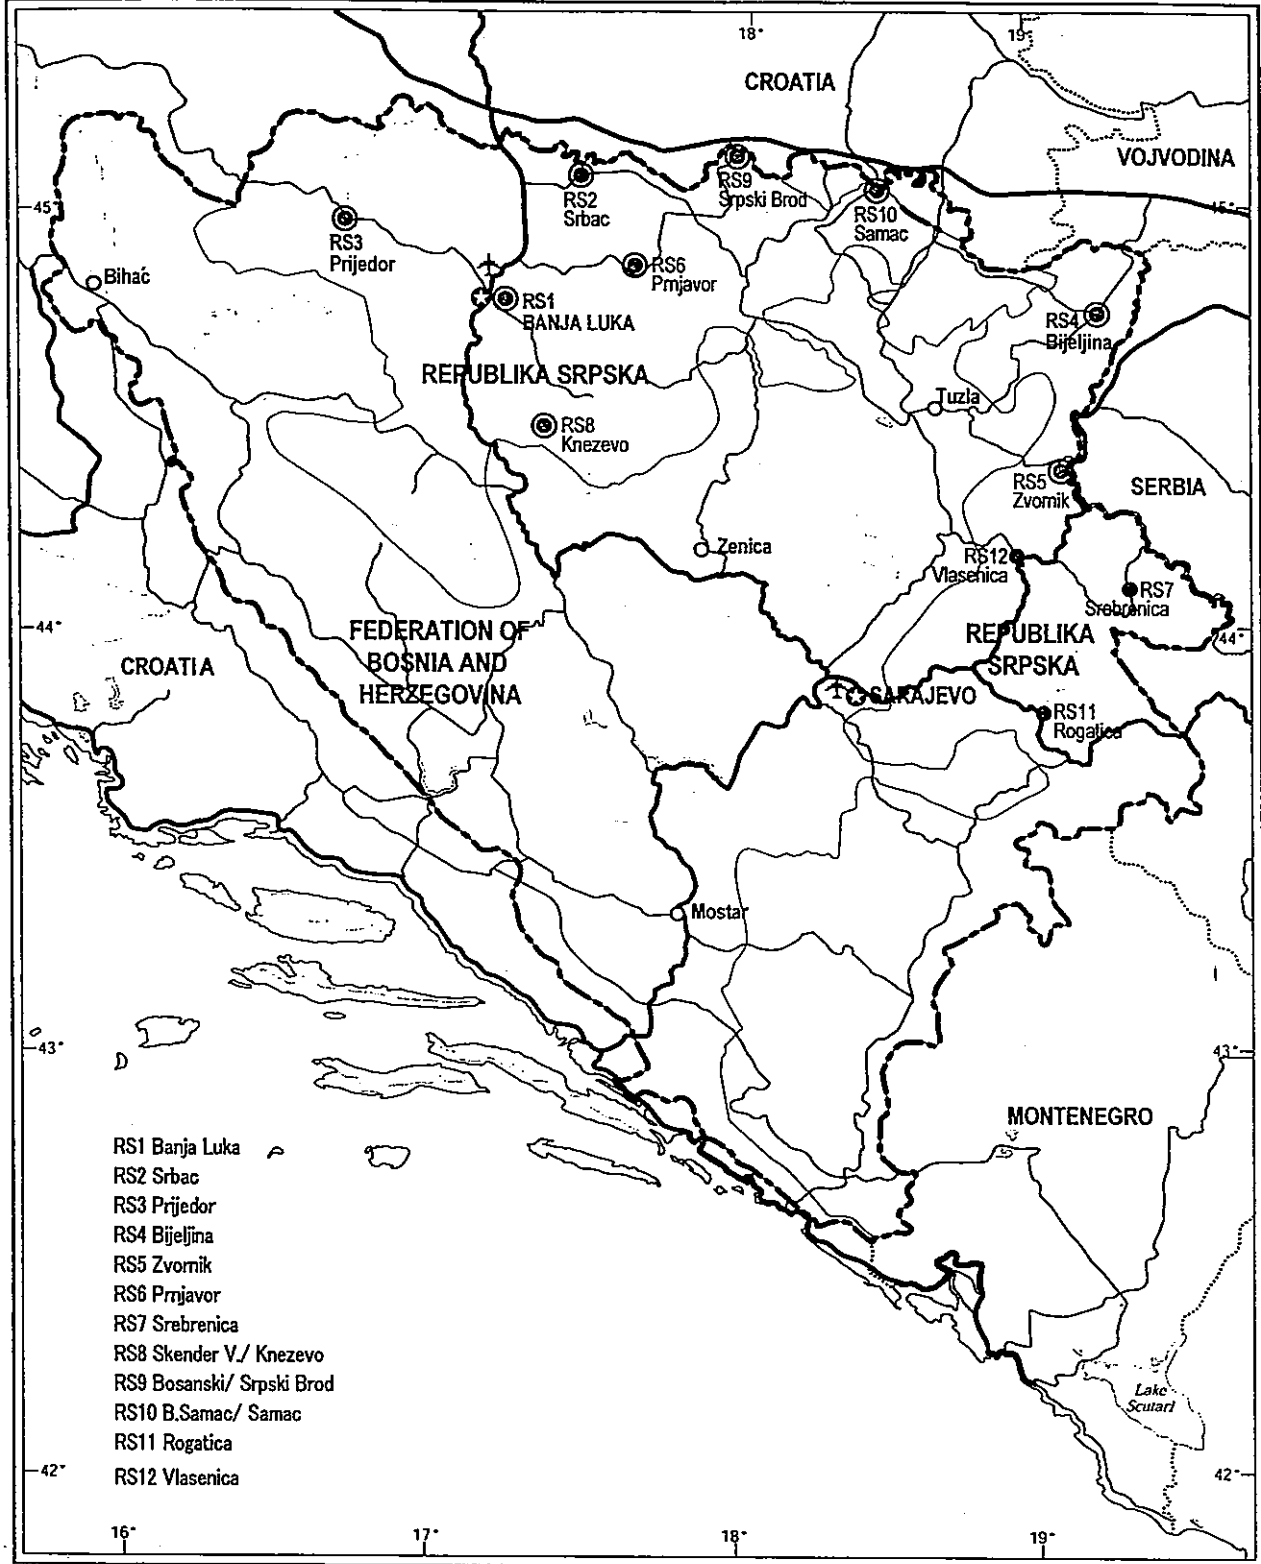 18°
19°
CROATIA
VOJVODINA
RS9
Srpski Brod
RS2
Srbac
RS10
Samac
45°
45°
RS3
Prijedor
Bihać
RS6
Prnjavor
RS1
BANJA LUKA
RS4
Bijeljina
REPUBLIKA SRPSKA
Tuzla
RS8
Knezevo
RS5
Zvornik
SERBIA
Zenica
RS12
Vlasenica
RS7
Srebrenica
44°
44°
FEDERATION OF
BOSNIA AND
HERZEGOVINA
REPUBLIKA
SRPSKA
CROATIA
SARAJEVO
RS11
Rogatica
Mostar
43°
43°
MONTENEGRO
RS1 Banja Luka
RS2 Srbac
RS3 Prijedor
RS4 Bijeljina
RS5 Zvornik
RS6 Prnjavor
RS7 Srebrenica
RS8 Skender V./ Knezevo
RS9 Bosanski/ Srpski Brod
RS10 B.Samac/ Samac
RS11 Rogatica
RS12 Vlasenica
Lake
Scutari
42°
42°
16°
17°
18°
19°